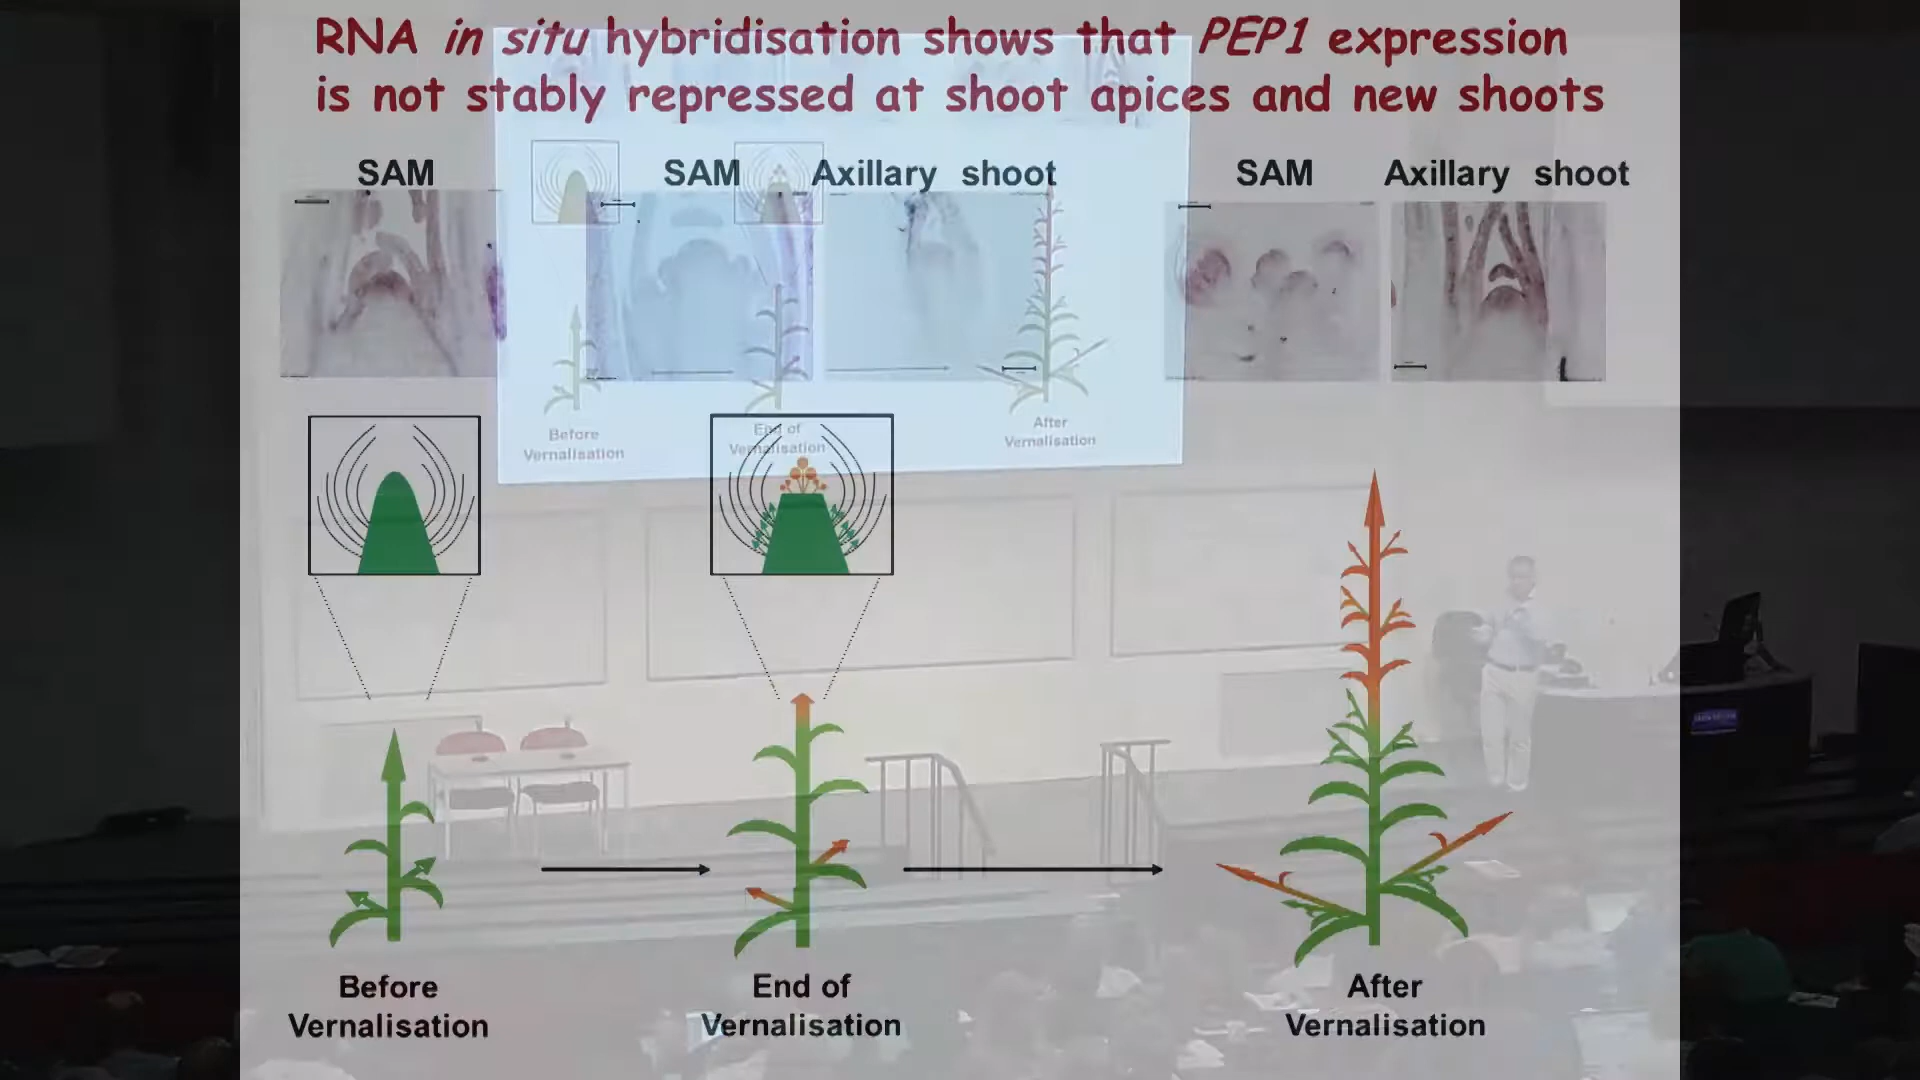 RNA in situ hybridisation shows that PEP1 expression
is not stably repressed at shoot apices and new shoots
SAM
SAM
Axillary shoot
SAM
Axillary shoot
Before
Vernalisation
End of
Vernalisation
After
Vernalisation
Before
Vernalisation
End of
Vernalisation
After
Vernalisation